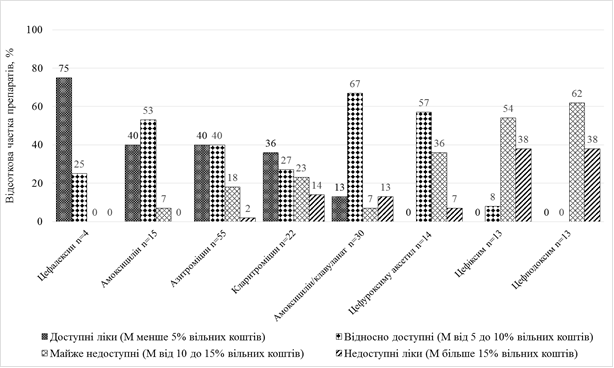 Відсоткова частка препаратів, %
100
80
60
40
20
0
75
25
0
0
40
53
7
0
40
40
18
2
36
27
23
14
13
67
7
13
0
57
36
7
0
8
54
38
0
0
62
38
Цефалексин n=4
Амоксицилін n=15
Азитроміцин n=55
Кларитроміцин n=22
Амоксицилін/клавуланат n=30
Цефуроксиму аксетил n=14
Цефіксим n=13
Цефподоксим n=13
Доступні ліки (М менше 5% вільних коштів)
Відносно доступні (М від 5 до 10% вільних коштів)
Майже недоступні (М від 10 до 15% вільних коштів)
Недоступні ліки (М більше 15% вільних коштів)